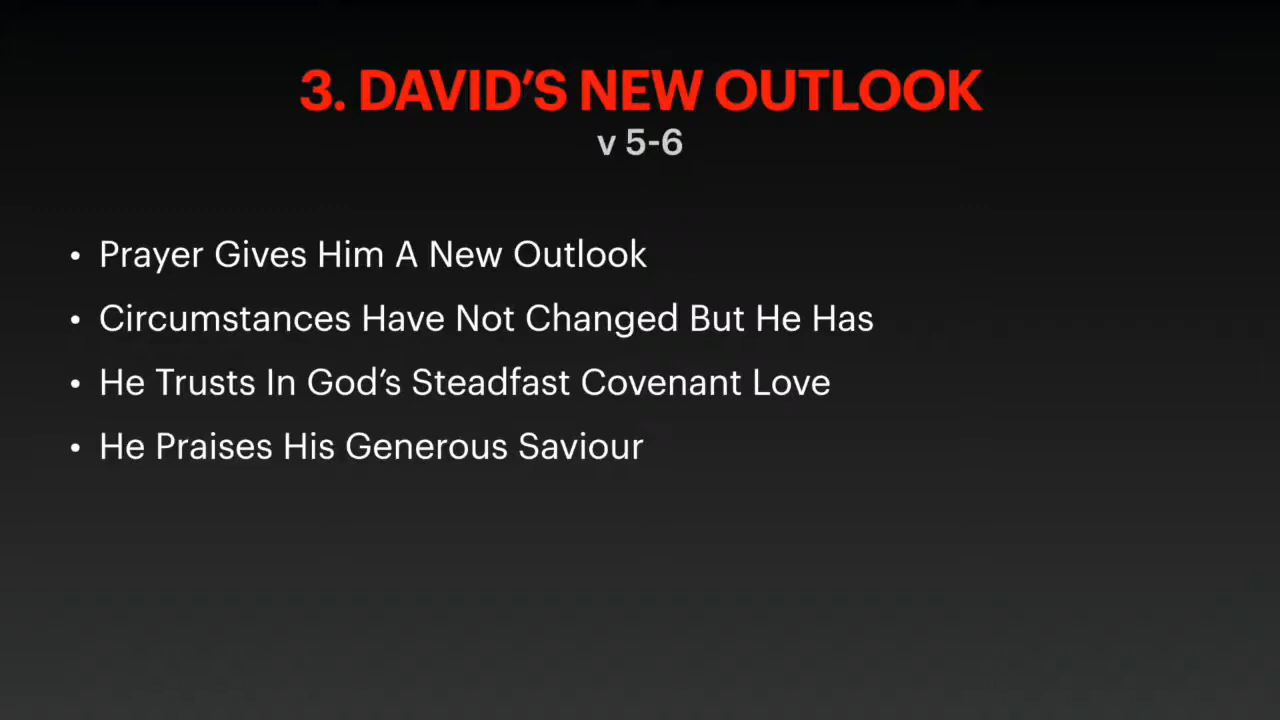 3. DAVID’S NEW OUTLOOK
v 5-6
• Prayer Gives Him A New Outlook
• Circumstances Have Not Changed But He Has
• He Trusts In God’s Steadfast Covenant Love
• He Praises His Generous Saviour